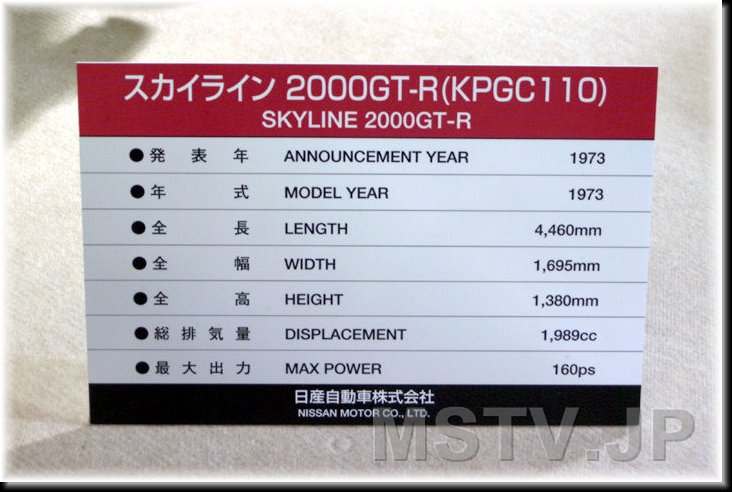 スカイライン 2000GT-R(KPGC110)
SKYLINE 2000GT-R
●発表年 ANNOUNCEMENT YEAR 1973
●年式 MODEL YEAR 1973
●全長 LENGTH 4,460mm
●全幅 WIDTH 1,695mm
●全高 HEIGHT 1,380mm
●総排気量 DISPLACEMENT 1,989cc
●最大出力 MAX POWER 160ps
日産自動車株式会社
NISSAN MOTOR CO., LTD.
MSTV.JP